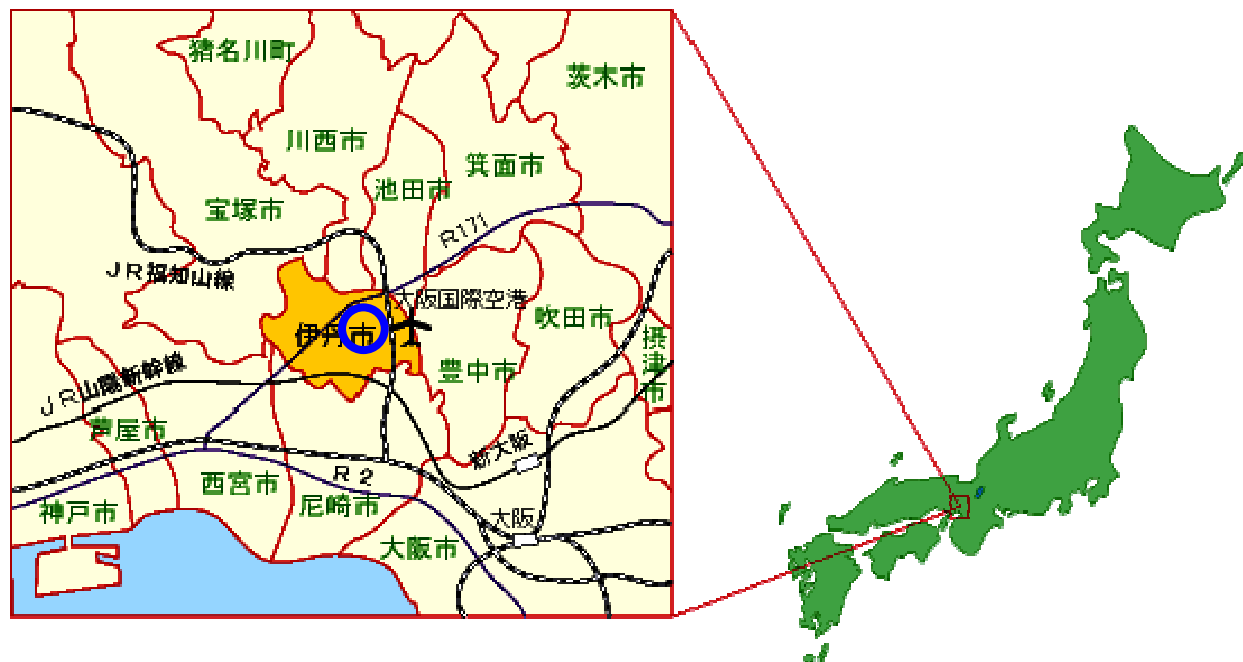 猪名川町
茨木市
川西市
箕面市
池田市
宝塚市
R171
JR福知山線
大阪国際空港
吹田市
伊丹市
摂津市
豊中市
JR山陽新幹線
芦屋市
新大阪
R2
西宮市
尼崎市
神戸市
大阪
大阪市